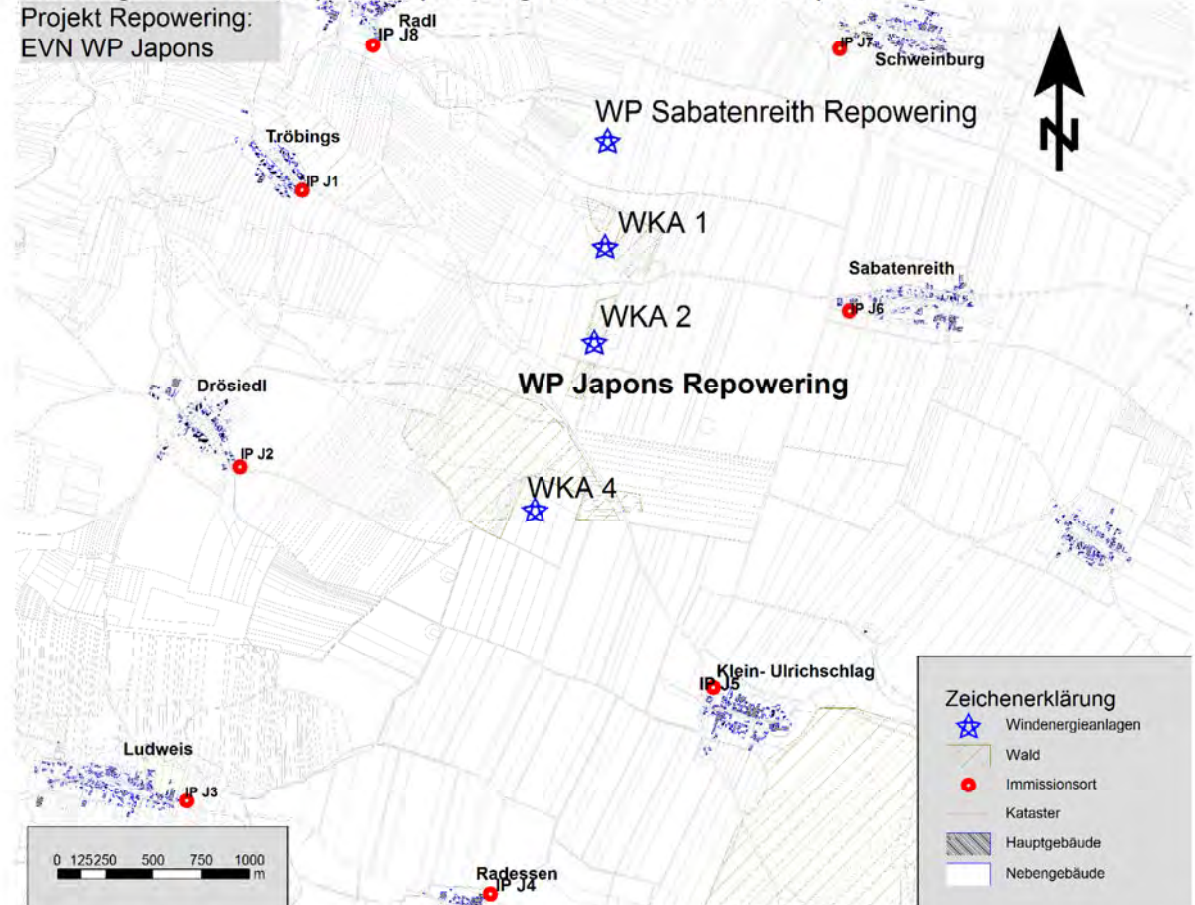 Projekt Repowering:
EVN WP Japons
Radl
IP J8
IP J7
Schweinburg
N
WP Sabatenreith Repowering
Tröbings
IP J1
WKA 1
Sabatenreith
IP J6
WKA 2
WP Japons Repowering
Drösiedl
IP J2
WKA 4
Klein- Ulrichschlag
IP J5
Ludweis
IP J3
Radessen
IP J4
0 125250 500 750 1000
m
Zeichenerklärung
Windenergieanlagen
Wald
Immissionsort
Kataster
Hauptgebäude
Nebengebäude